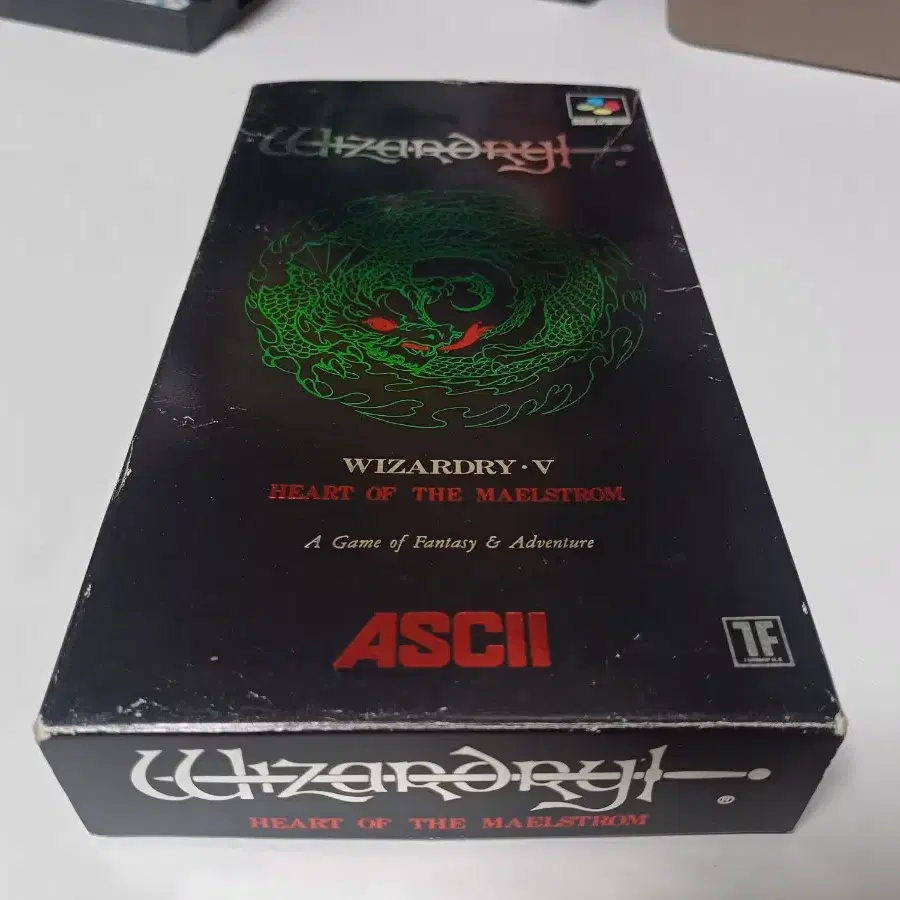 Wizardry
WIZARDRY · V
HEART OF THE MAELSTROM
A Game of Fantasy & Adventure
ASCII
TF
Wizardry ®
HEART OF THE MAELSTROM